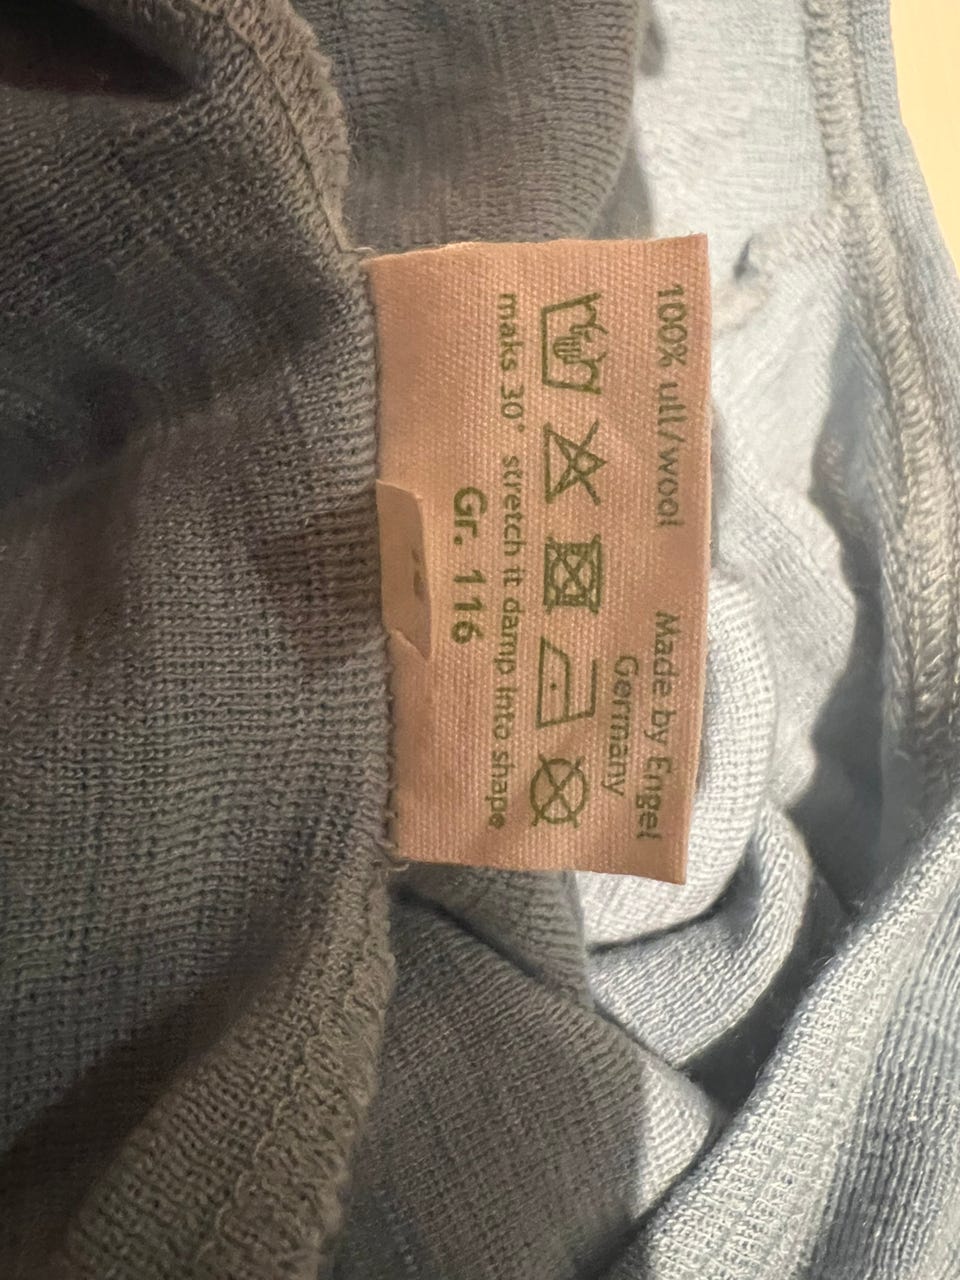 100% ull/wool Made by Engel
Germany
maks 30° stretch it damp into shape
Gr. 116